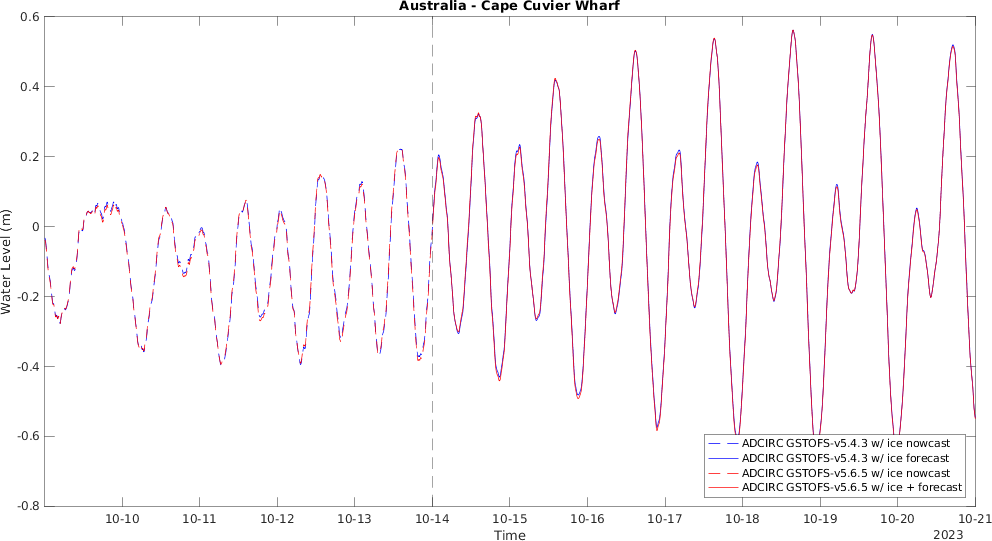 Australia - Cape Cuvier Wharf
0.6
0.4
0.2
0
-0.2
-0.4
-0.6
-0.8
Water Level (m)
ADCIRC GSTOFS-v5.4.3 w/ ice nowcast
ADCIRC GSTOFS-v5.4.3 w/ ice forecast
ADCIRC GSTOFS-v5.6.5 w/ ice nowcast
ADCIRC GSTOFS-v5.6.5 w/ ice + forecast
10-10 10-11 10-12 10-13 10-14 10-15 10-16 10-17 10-18 10-19 10-20 10-21
Time
2023